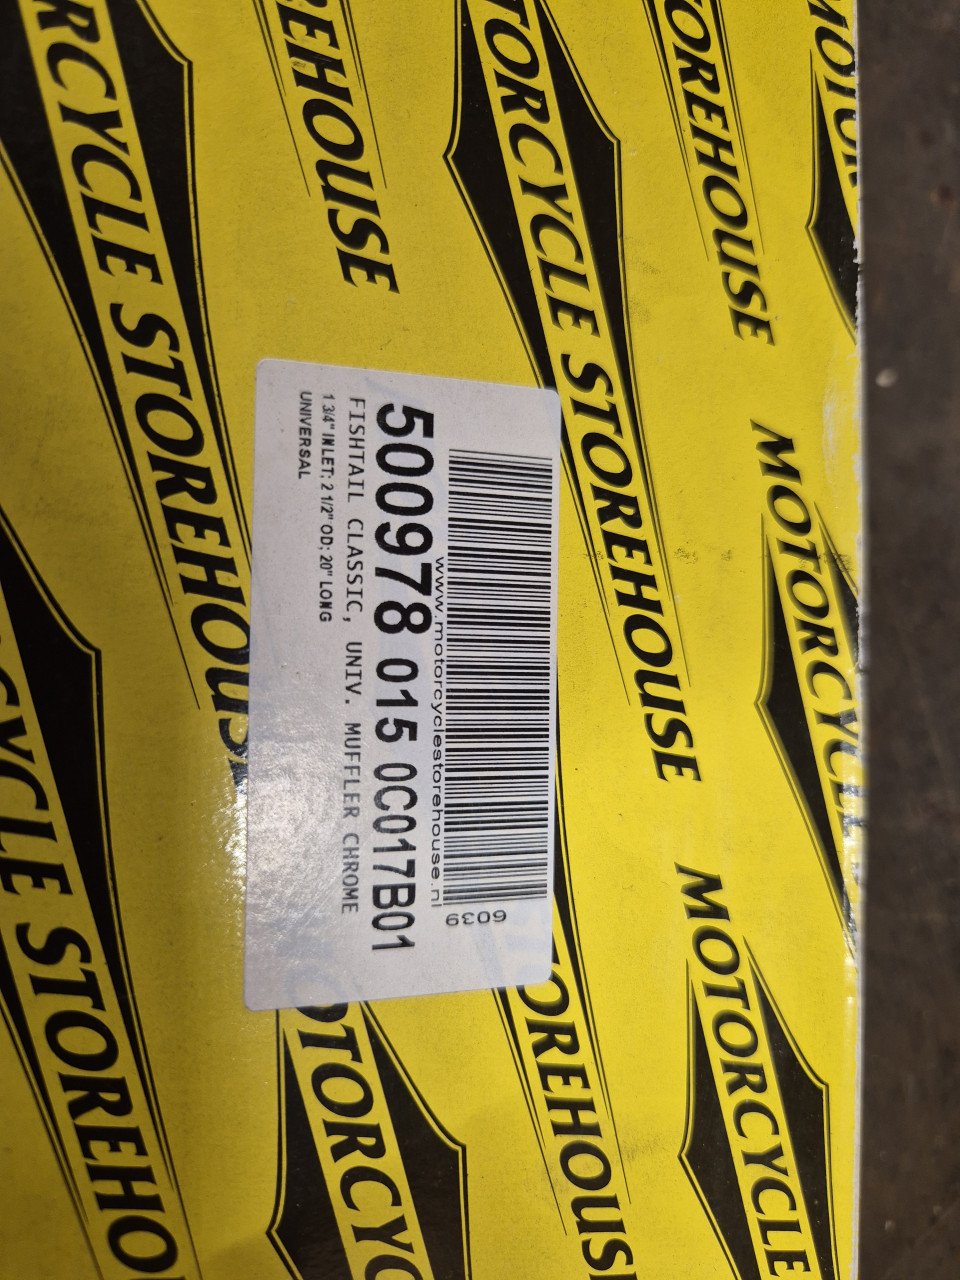 MOTORCYCLE STOREHOUSE
MOTORCYCLE STOREHOUSE
6039
www.motorcyclestorehouse.nl
500978 015 0C017B01
FISHTAIL CLASSIC, UNIV. MUFFLER CHROME
1 3/4" INLET; 2 1/2" OD; 20" LONG
UNIVERSAL
MOTORCYCLE
MOTORCYCLE
STOREHOUSE
STOREHOUSE